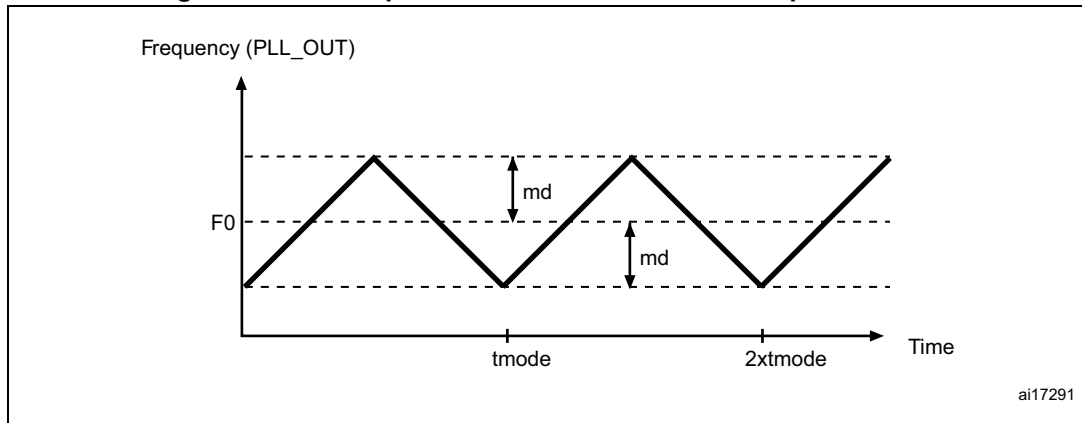 Frequency (PLL_OUT)
md
F0
md
tmode
2xtmode
Time
ai17291